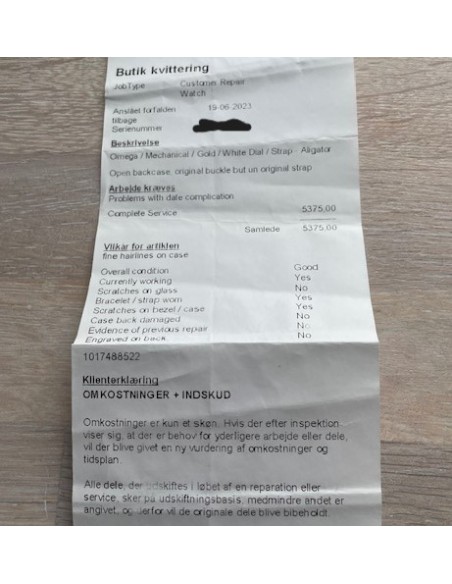 Butik kvittering
JobType Customer Repair
Watch
Anslået forfalden 19-06-2023
tilbage
Serienummer
Beskrivelse
Omega / Mechanical / Gold / White Dial / Strap - Aligator
Open backcase, original buckle but un original strap
Arbejde kræves
Problems with date complication
Complete Service 5375,00
Samlede 5375,00
Vilkår for artiklen
fine hairlines on case
Overall condition Good
Currently working Yes
Scratches on glass No
Bracelet / strap worn Yes
Scratches on bezel / case Yes
Case back damaged No
Evidence of previous repair No
Engraved on back No
1017488522
Klienterklæring
OMKOSTNINGER + INDSKUD
Omkostninger er kun et skøn. Hvis der efter inspektion
viser sig, at der er behov for yderligere arbejde eller dele,
vil der blive givet en ny vurdering af omkostninger og
tidsplan.
Alle dele, der udskiftes i løbet af en reparation eller
service, sker på udskiftningsbasis, medmindre andet er
angivet, og derfor vil de originale dele blive bibeholdt.